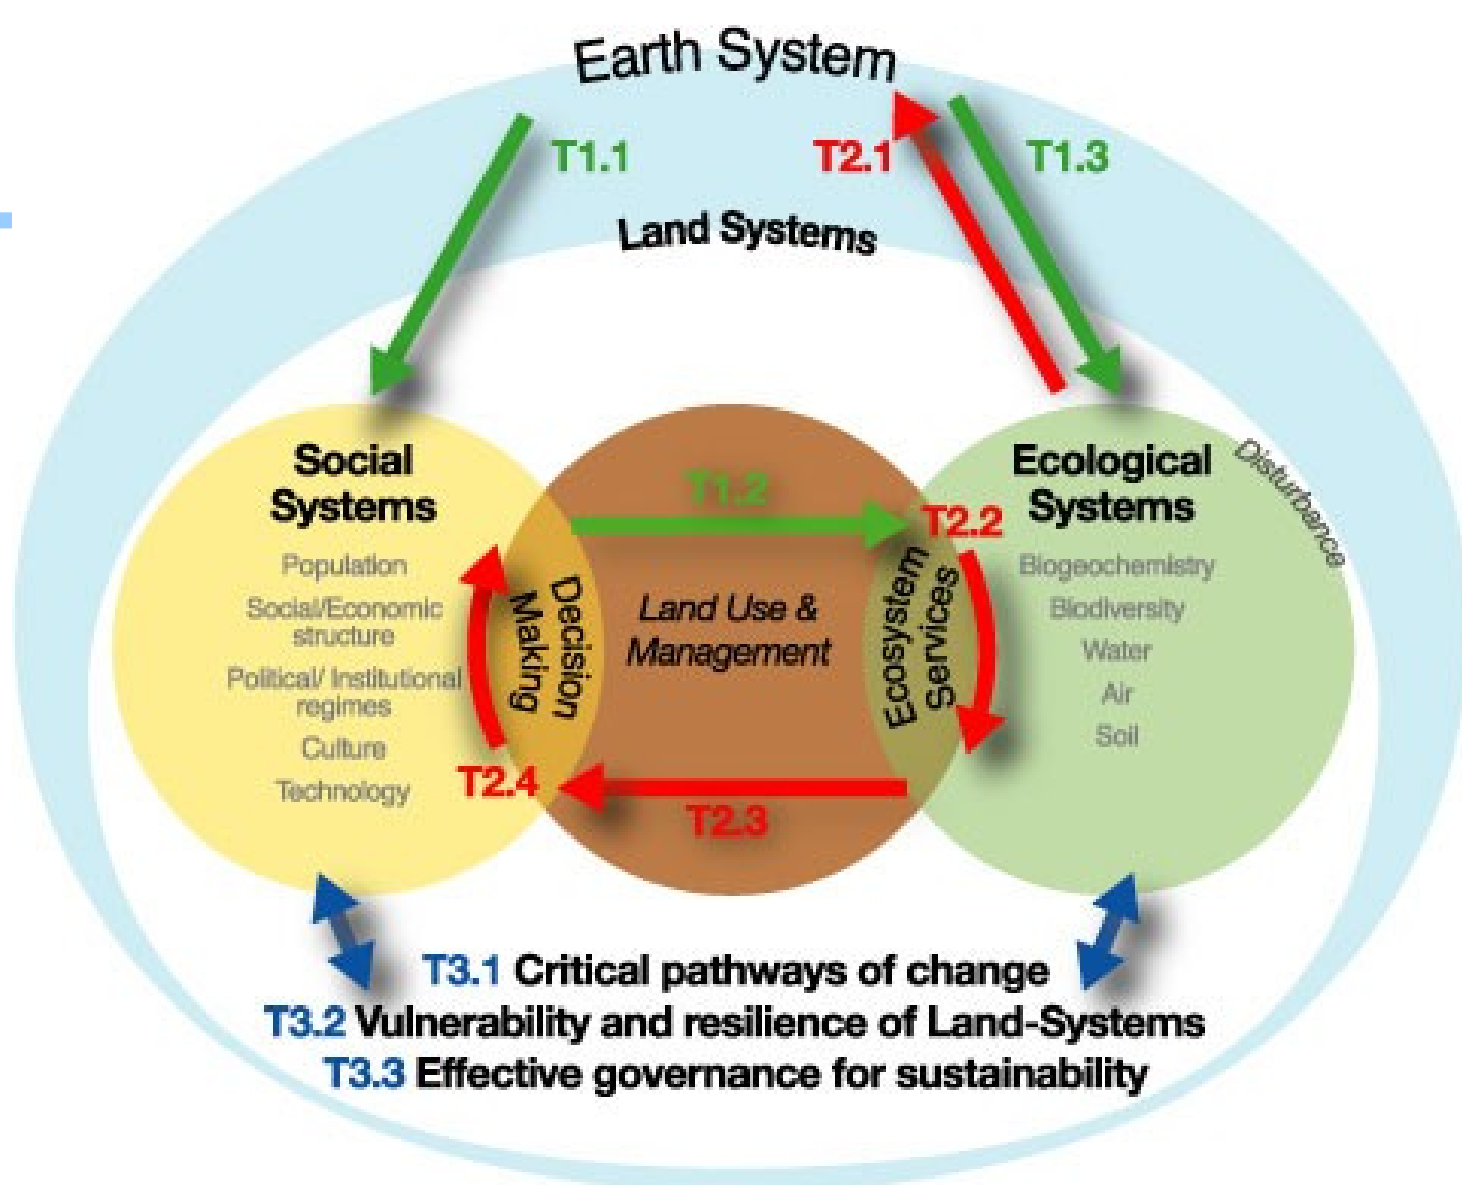 Earth System
T1.1
T2.1
T1.3
Land Systems
Social
Systems
Population
Social/Economic
structure
Political/ Institutional
regimes
Culture
Technology
Decision
Making
T1.2
Land Use &
Management
T2.3
T2.4
T2.2
Ecosystem
Services
Ecological
Systems
Biogeochemistry
Biodiversity
Water
Air
Soil
Disturbance
T3.1 Critical pathways of change
T3.2 Vulnerability and resilience of Land-Systems
T3.3 Effective governance for sustainability